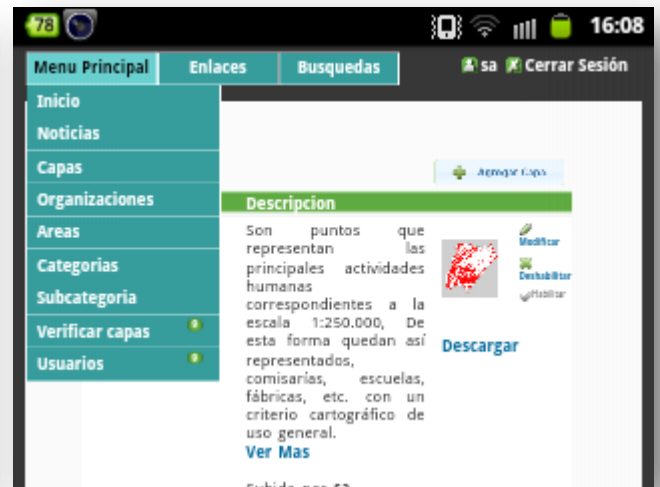 78
16:08
Menu Principal Enlaces Busquedas sa Cerrar Sesión
Inicio
Noticias
Capas
Organizaciones
Areas
Categorias
Subcategoria
Verificar capas
Usuarios
Agregar Capa
Descripcion
Son puntos que
representan las
principales actividades
humanas
correspondientes a la
escala 1:250.000, De
esta forma quedan así
representados,
comisarías, escuelas,
fábricas, etc. con un
criterio cartográfico de
uso general.
Ver Mas
Modificar
Deshabilitar
Habilitar
Descargar
Subido por sa